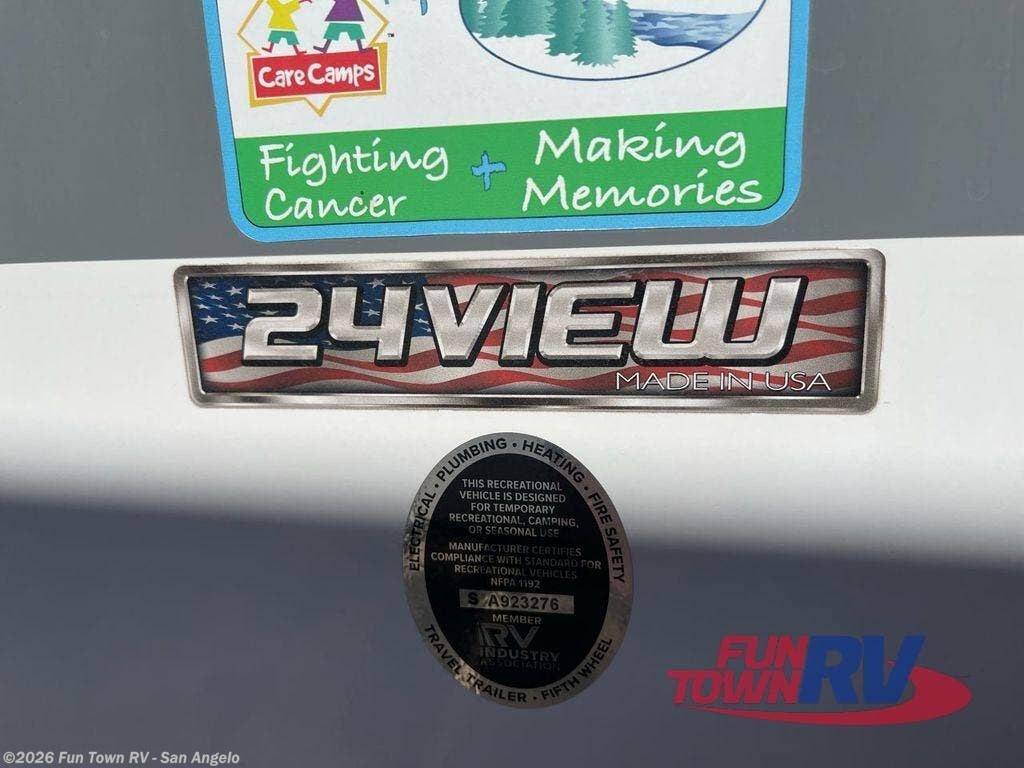 Care Camps
™
Fighting
Cancer
+
Making
Memories
24VIEW
MADE IN USA
ELECTRICAL • PLUMBING • HEATING • FIRE SAFETY
THIS RECREATIONAL
VEHICLE IS DESIGNED
FOR TEMPORARY
RECREATIONAL, CAMPING,
OR SEASONAL USE
MANUFACTURER CERTIFIES
COMPLIANCE WITH STANDARD FOR
RECREATIONAL VEHICLES
NFPA 1192
S A923276
MEMBER
RV
INDUSTRY
ASSOCIATION
TRAVEL TRAILER • FIFTH WHEEL
FUN
TOWN RV
©2026 Fun Town RV - San Angelo